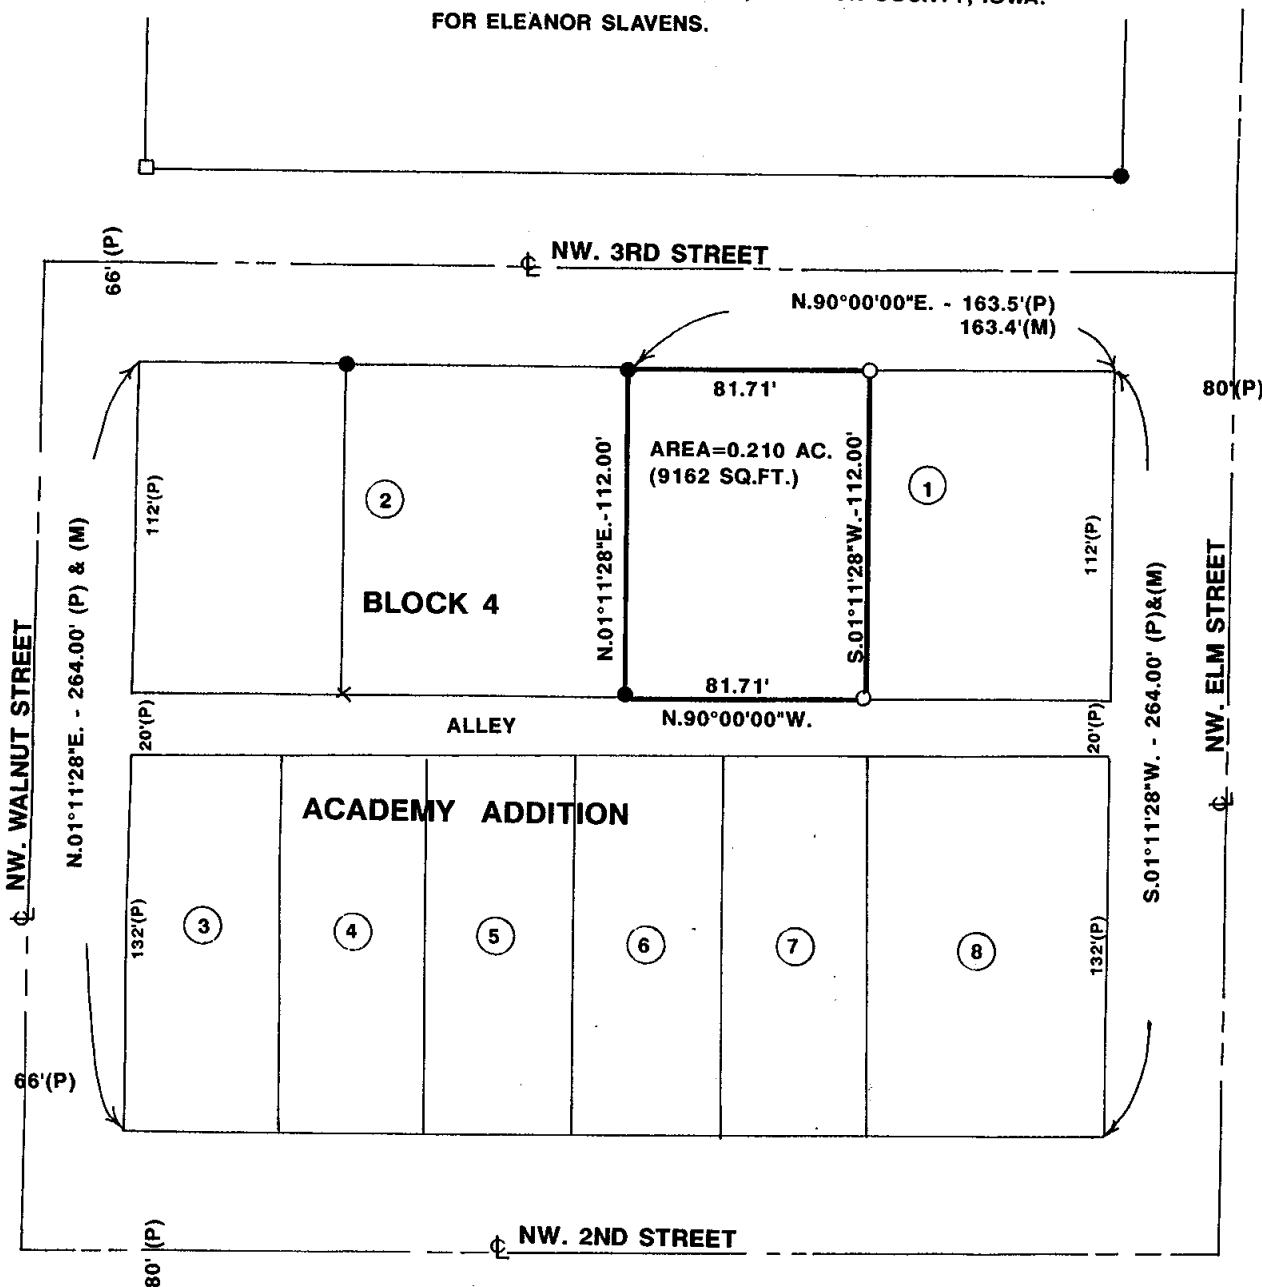 IOWA.
FOR ELEANOR SLAVENS.
66' (P)
℄ NW. 3RD STREET
N.90°00'00"E. - 163.5'(P)
163.4'(M)
80'(P)
81.71'
AREA=0.210 AC.
(9162 SQ.FT.)
N.01°11'28"E.-112.00'
S.01°11'28"W.-112.00'
112'(P)
2
1
112'(P)
BLOCK 4
N.01°11'28"E. - 264.00' (P) & (M)
S.01°11'28"W. - 264.00' (P)&(M)
℄ NW. WALNUT STREET
℄ NW. ELM STREET
81.71'
N.90°00'00"W.
20'(P)
ALLEY
20'(P)
ACADEMY ADDITION
132'(P)
3
4
5
6
7
8
132'(P)
66'(P)
80' (P)
℄ NW. 2ND STREET